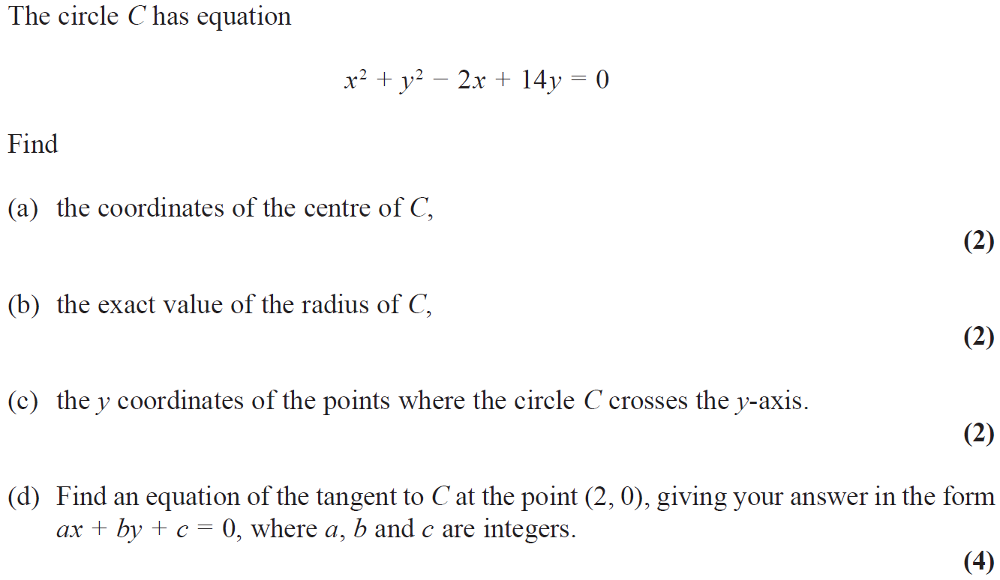 The circle C has equation
x² + y² − 2x + 14y = 0
Find
(a) the coordinates of the centre of C,
(2)
(b) the exact value of the radius of C,
(2)
(c) the y coordinates of the points where the circle C crosses the y-axis.
(2)
(d) Find an equation of the tangent to C at the point (2, 0), giving your answer in the form
ax + by + c = 0, where a, b and c are integers.
(4)